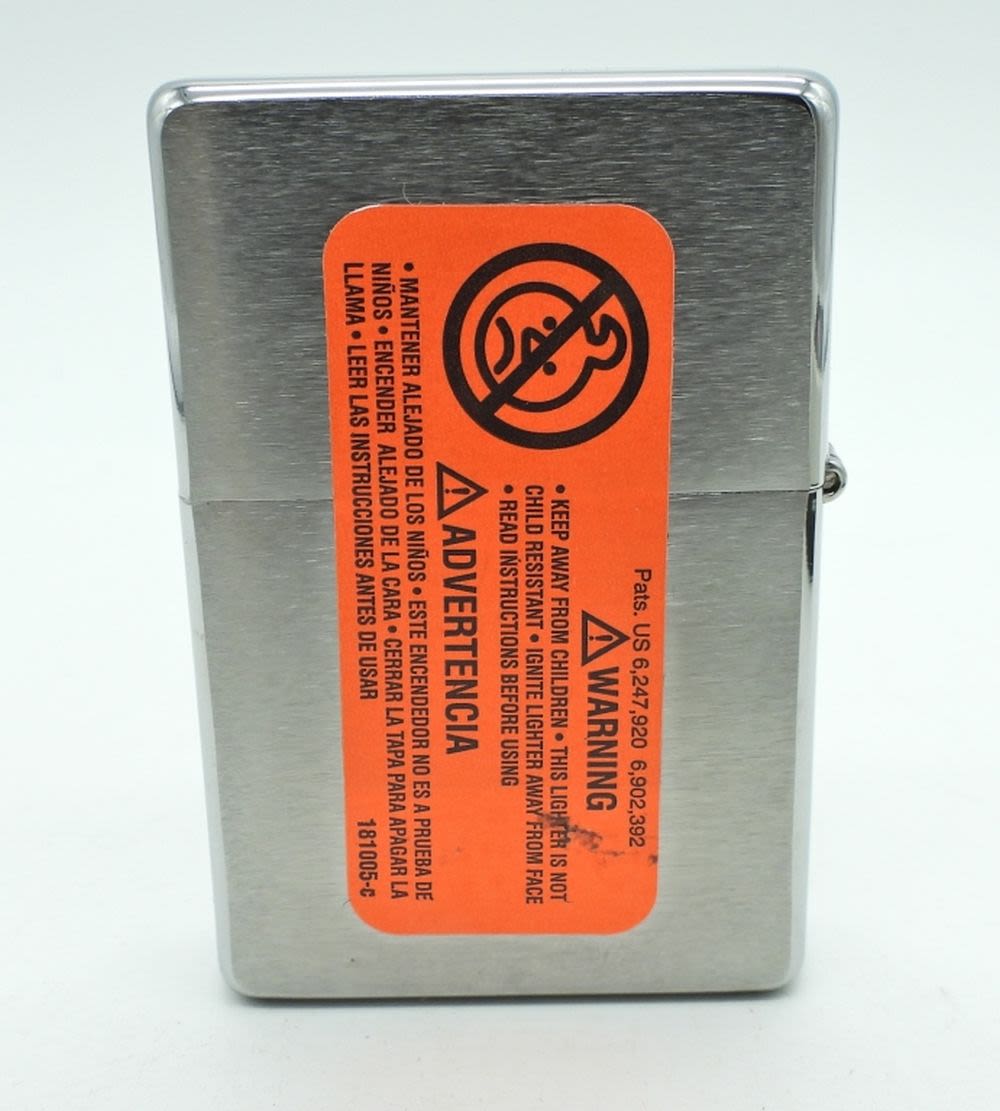 Pats. US 6,247,920 6,902,392
⚠WARNING
• KEEP AWAY FROM CHILDREN • THIS LIGHTER IS NOT
CHILD RESISTANT • IGNITE LIGHTER AWAY FROM FACE
• READ INSTRUCTIONS BEFORE USING
⚠ADVERTENCIA
• MANTENER ALEJADO DE LOS NIÑOS • ESTE ENCENDEDOR NO ES A PRUEBA DE
NIÑOS • ENCENDER ALEJADO DE LA CARA • CERRAR LA TAPA PARA APAGAR LA
LLAMA • LEER LAS INSTRUCCIONES ANTES DE USAR
181005-c